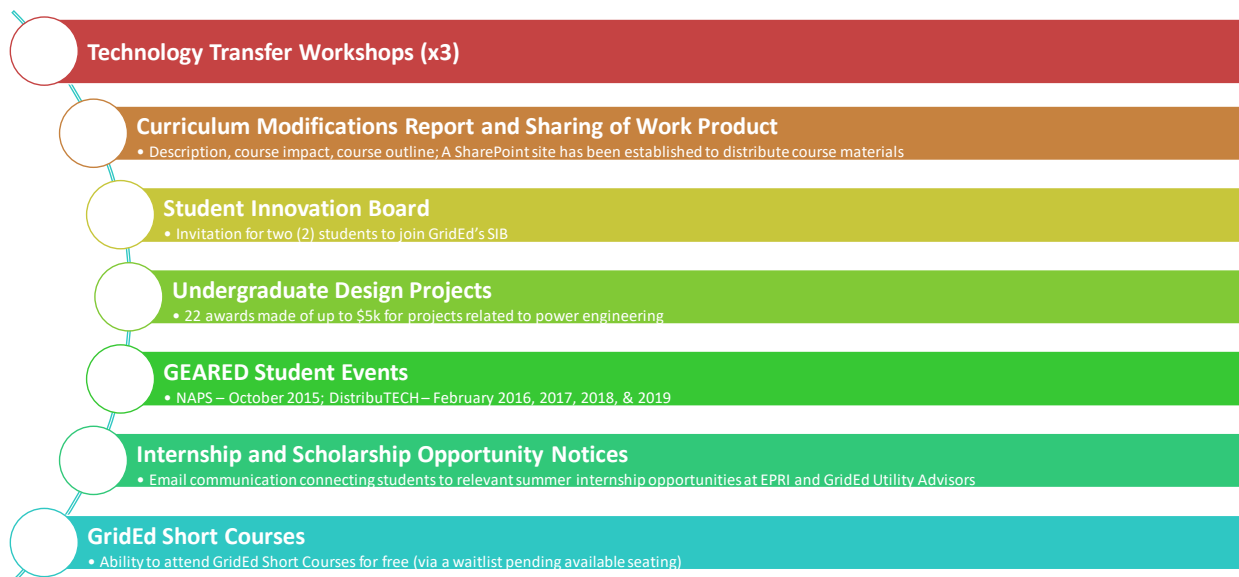 Technology Transfer Workshops (x3)
Curriculum Modifications Report and Sharing of Work Product
• Description, course impact, course outline; A SharePoint site has been established to distribute course materials
Student Innovation Board
• Invitation for two (2) students to join GridEd's SIB
Undergraduate Design Projects
• 22 awards made of up to $5k for projects related to power engineering
GEARED Student Events
• NAPS – October 2015; DistribuTECH – February 2016, 2017, 2018, & 2019
Internship and Scholarship Opportunity Notices
• Email communication connecting students to relevant summer internship opportunities at EPRI and GridEd Utility Advisors
GridEd Short Courses
• Ability to attend GridEd Short Courses for free (via a waitlist pending available seating)